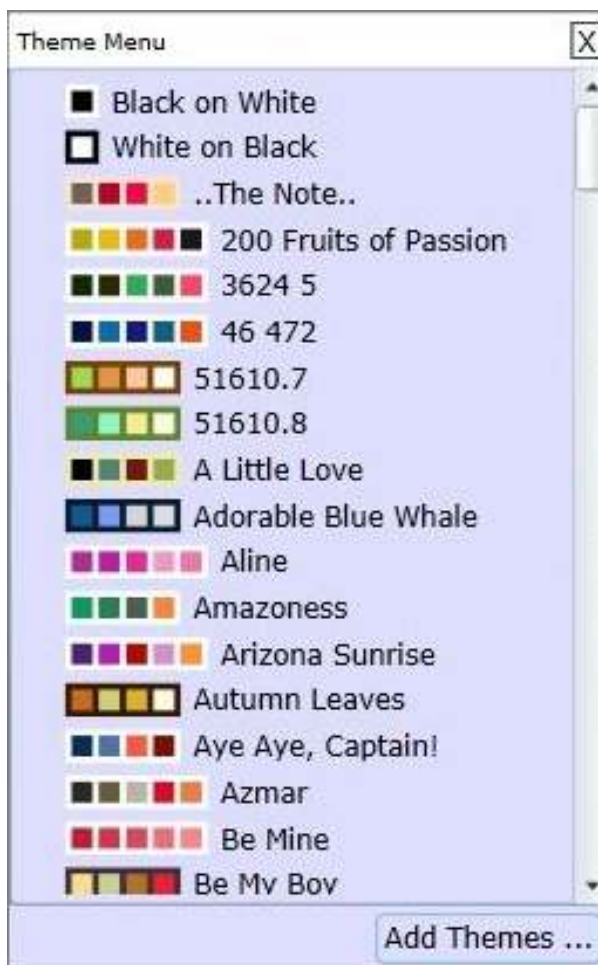 Theme Menu
X
Black on White
White on Black
..The Note..
200 Fruits of Passion
3624 5
46 472
51610.7
51610.8
A Little Love
Adorable Blue Whale
Aline
Amazoness
Arizona Sunrise
Autumn Leaves
Aye Aye, Captain!
Azmar
Be Mine
Be My Boy
Add Themes ...